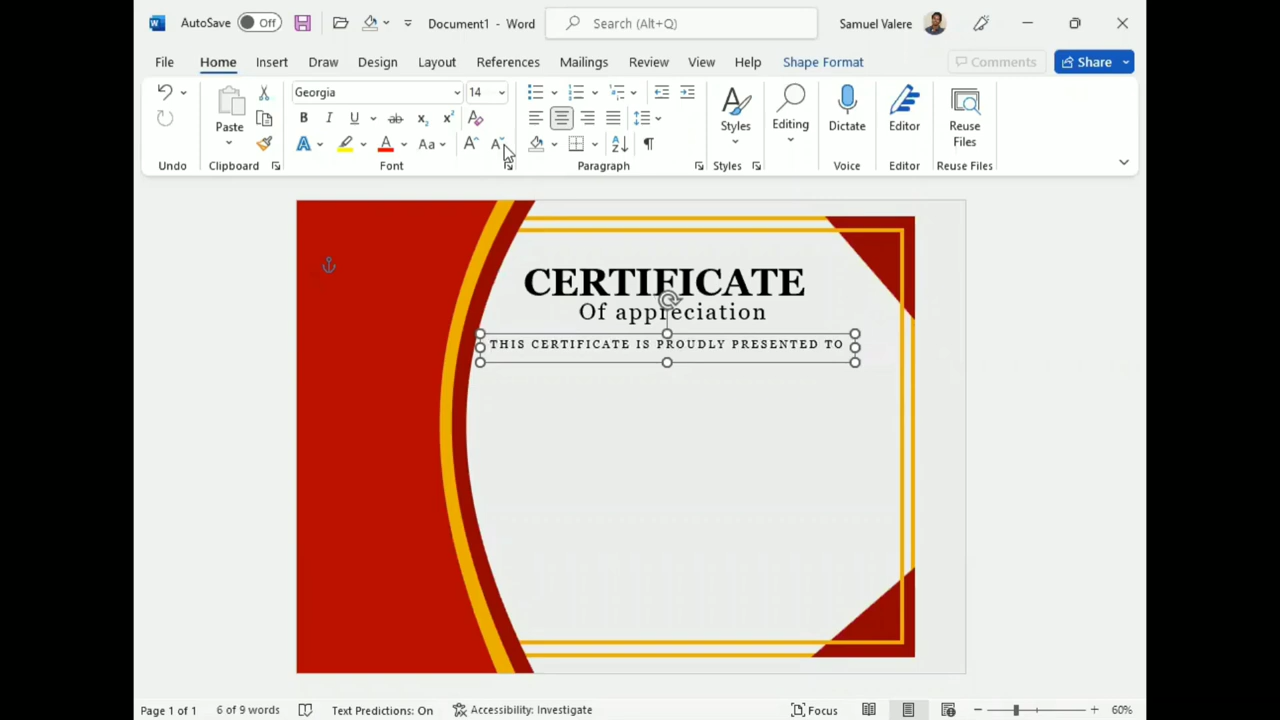 AutoSave Off Document1 - Word Search (Alt+Q) Samuel Valere
File Home Insert Draw Design Layout References Mailings Review View Help Shape Format Comments Share
Georgia 14
Paste Styles Editing Dictate Editor Reuse Files
Undo Clipboard Font Paragraph Styles Voice Editor Reuse Files
CERTIFICATE
Of appreciation
THIS CERTIFICATE IS PROUDLY PRESENTED TO
Page 1 of 1 6 of 9 words Text Predictions: On Accessibility: Investigate Focus 60%